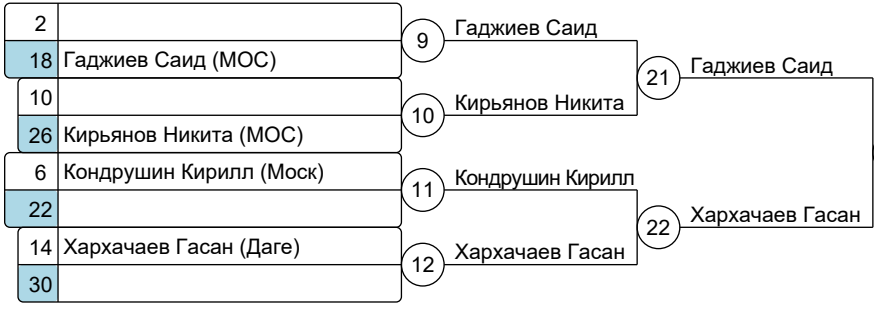 2
18 Гаджиев Саид (МОС)
10
26 Кирьянов Никита (МОС)
6 Кондрушин Кирилл (Моск)
22
14 Хархачаев Гасан (Даге)
30
9 Гаджиев Саид
10 Кирьянов Никита
11 Кондрушин Кирилл
12 Хархачаев Гасан
21 Гаджиев Саид
22 Хархачаев Гасан